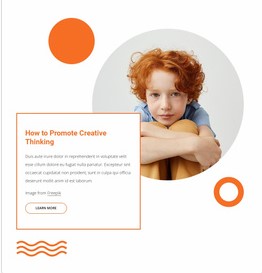 How to Promote Creative
Thinking
Duis aute irure dolor in reprehenderit in voluptate velit
esse cillum dolore eu fugiat nulla pariatur. Excepteur sint
occaecat cupidatat non proident, sunt in culpa qui officia
deserunt mollit anim id est laborum.
Image from Freepik
LEARN MORE